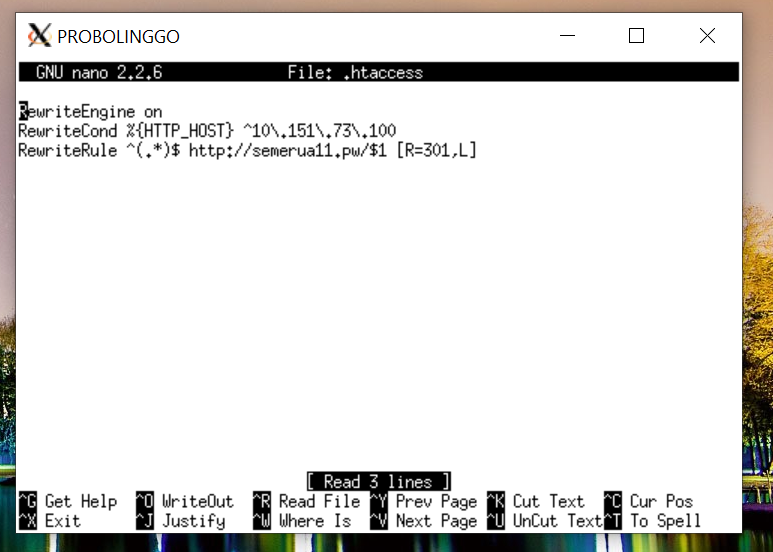 PROBOLINGGO
GNU nano 2.2.6 File: .htaccess
RewriteEngine on
RewriteCond %{HTTP_HOST} ^10\.151\.73\.100
RewriteRule ^(.*)$ http://semerua11.pw/$1 [R=301,L]
[ Read 3 lines ]
^G Get Help ^O WriteOut ^R Read File ^Y Prev Page ^K Cut Text ^C Cur Pos
^X Exit ^J Justify ^W Where Is ^V Next Page ^U UnCut Text ^T To Spell